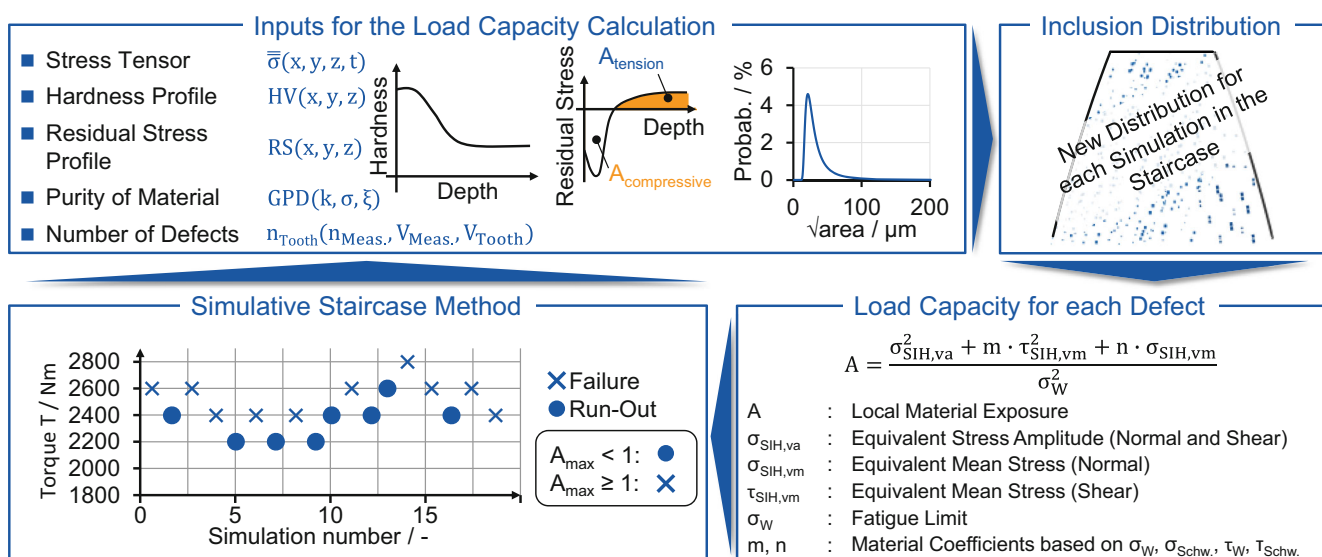 Inputs for the Load Capacity Calculation
■ Stress Tensor σ̿(x, y, z, t)
■ Hardness Profile HV(x, y, z)
■ Residual Stress
Profile RS(x, y, z)
■ Purity of Material GPD(k, σ, ξ)
■ Number of Defects n_Tooth(n_Meas., V_Meas., V_Tooth)
Hardness
Depth
Residual Stress
A_tension
Depth
A_compressive
Probab. / %
6
4
2
0
0 100 200
√area / µm
Inclusion Distribution
New Distribution for
each Simulation in the
Staircase
Simulative Staircase Method
Torque T / Nm
2800
2600
2400
2200
2000
1800
0 5 10 15
Simulation number / -
×Failure
●Run-Out
A_max < 1: ●
A_max ≥ 1: ×
Load Capacity for each Defect
A = (σ²_SIH,va + m · τ²_SIH,vm + n · σ_SIH,vm) / σ²_W
A : Local Material Exposure
σ_SIH,va : Equivalent Stress Amplitude (Normal and Shear)
σ_SIH,vm : Equivalent Mean Stress (Normal)
τ_SIH,vm : Equivalent Mean Stress (Shear)
σ_W : Fatigue Limit
m, n : Material Coefficients based on σ_W, σ_Schw., τ_W, τ_Schw.